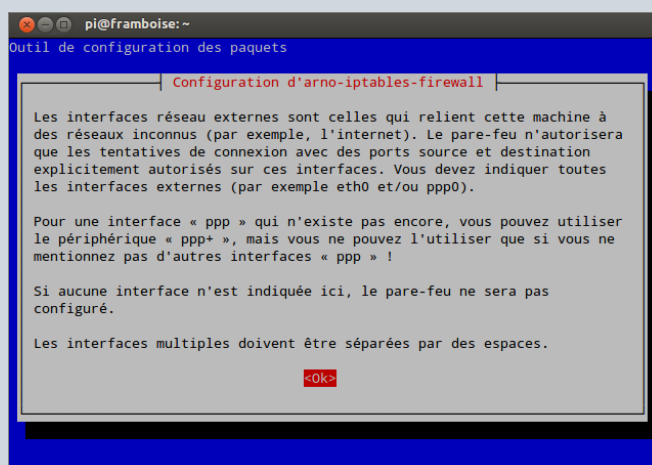 pi@framboise: ~
Outil de configuration des paquets
Configuration d'arno-iptables-firewall
Les interfaces réseau externes sont celles qui relient cette machine à
des réseaux inconnus (par exemple, l'internet). Le pare-feu n'autorisera
que les tentatives de connexion avec des ports source et destination
explicitement autorisés sur ces interfaces. Vous devez indiquer toutes
les interfaces externes (par exemple eth0 et/ou ppp0).
Pour une interface « ppp » qui n'existe pas encore, vous pouvez utiliser
le périphérique « ppp+ », mais vous ne pouvez l'utiliser que si vous ne
mentionnez pas d'autres interfaces « ppp » !
Si aucune interface n'est indiquée ici, le pare-feu ne sera pas
configuré.
Les interfaces multiples doivent être séparées par des espaces.
<Ok>